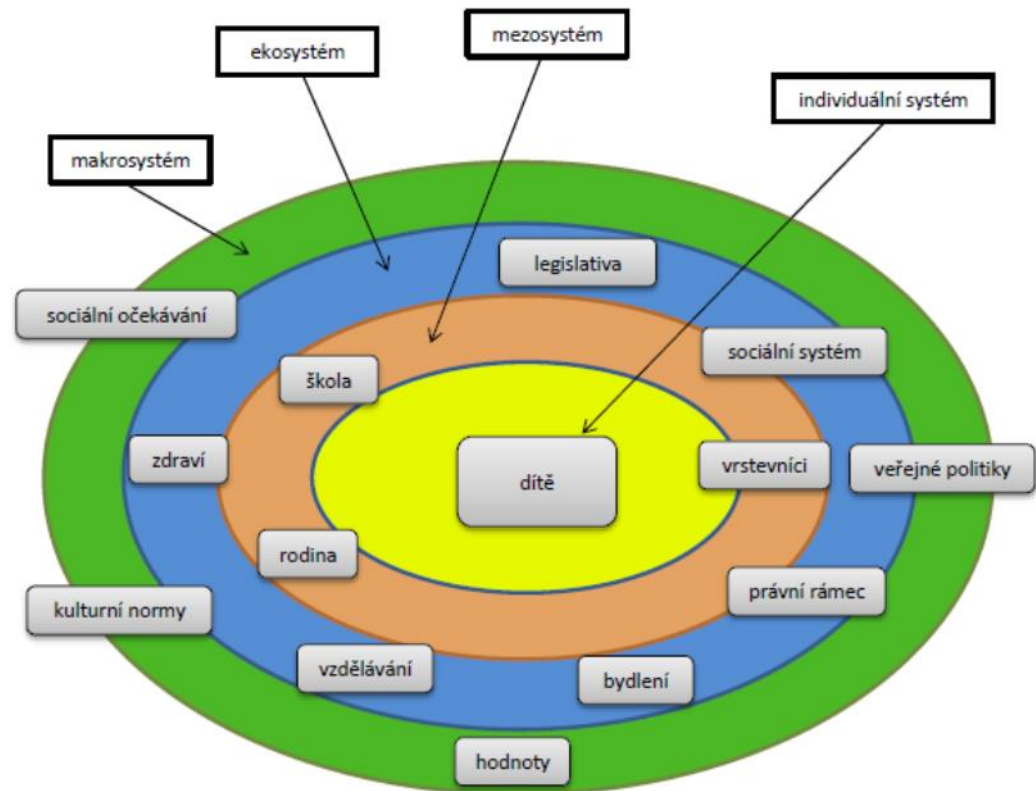 mezosystém
ekosystém
individuální systém
makrosystém
legislativa
sociální očekávání
sociální systém
škola
zdraví
vrstevníci
veřejné politiky
dítě
rodina
právní rámec
kulturní normy
vzdělávání
bydlení
hodnoty